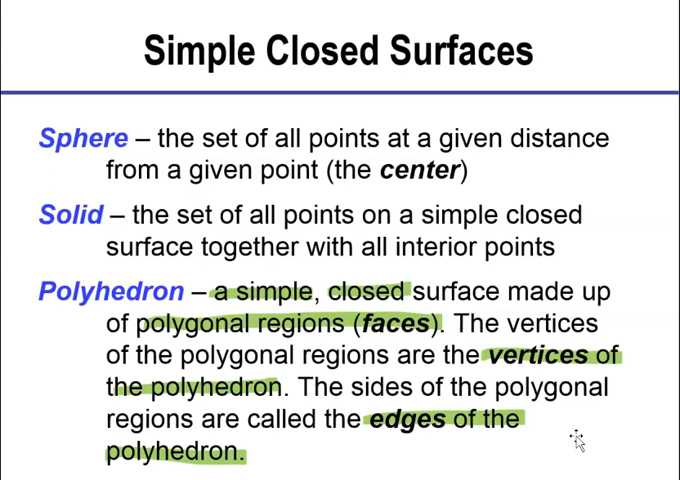 Simple Closed Surfaces
Sphere – the set of all points at a given distance
from a given point (the center)
Solid – the set of all points on a simple closed
surface together with all interior points
Polyhedron – a simple, closed surface made up
of polygonal regions (faces). The vertices
of the polygonal regions are the vertices of
the polyhedron. The sides of the polygonal
regions are called the edges of the
polyhedron.